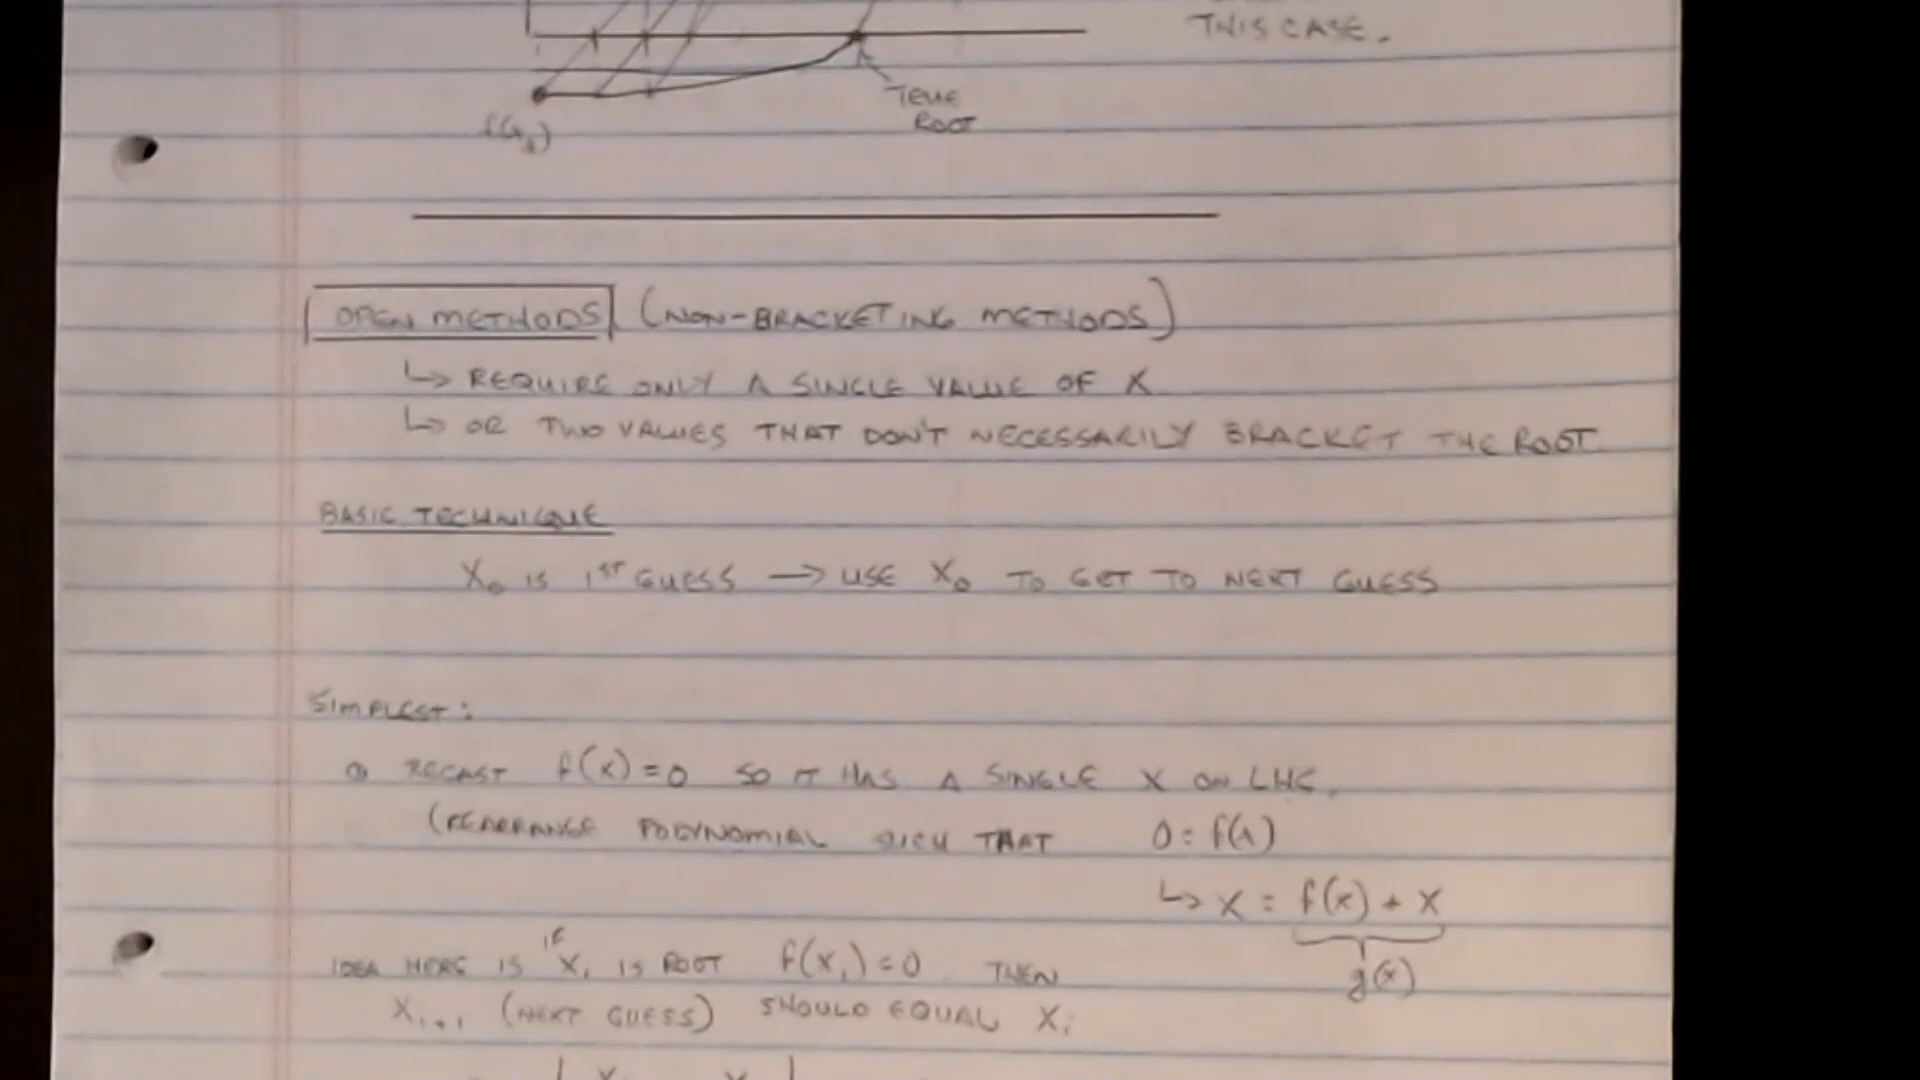 THIS CASE.
TRUE
ROOT
OPEN METHODS (NON-BRACKETING METHODS)
↳ REQUIRE ONLY A SINGLE VALUE OF X
↳ OR TWO VALUES THAT DON'T NECESSARILY BRACKET THE ROOT
BASIC TECHNIQUE
X₀ IS 1ST GUESS → USE X₀ TO GET TO NEXT GUESS
SIMPLEST:
RECAST f(x)=0 SO IT HAS A SINGLE X ON LHS.
(REARRANGE POLYNOMIAL SUCH THAT 0 = f(x)
↳ X = f(x) + X
g(x)
IDEA HERE IS IF Xᵢ IS ROOT f(xᵢ)=0 THEN
Xᵢ₊₁ (NEXT GUESS) SHOULD EQUAL Xᵢ